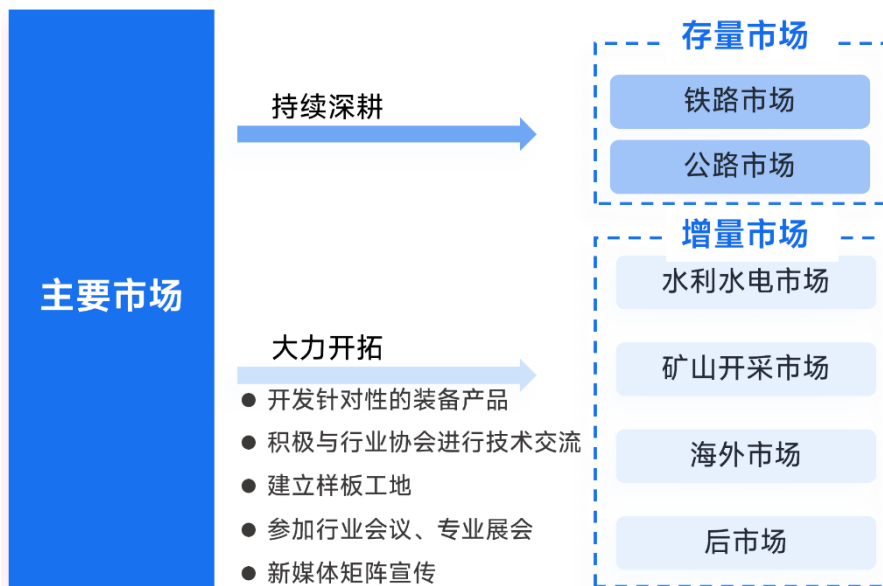 主要市场
持续深耕
存量市场
铁路市场
公路市场
大力开拓
● 开发针对性的装备产品
● 积极与行业协会进行技术交流
● 建立样板工地
● 参加行业会议、专业展会
● 新媒体矩阵宣传
增量市场
水利水电市场
矿山开采市场
海外市场
后市场